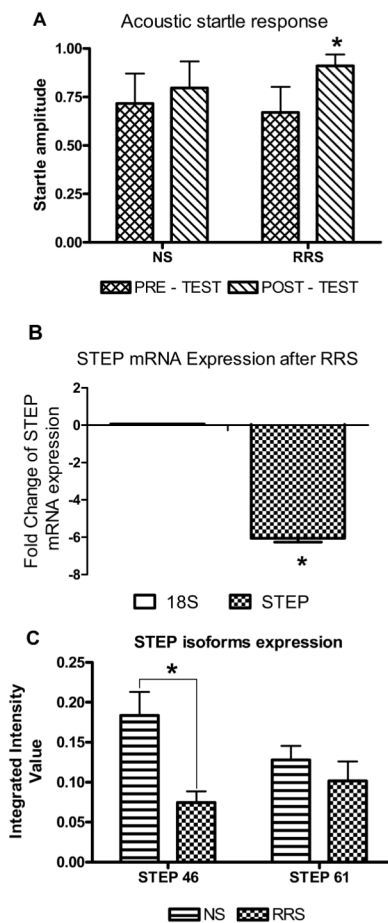 A
Acoustic startle response
Startle amplitude
1.00
0.75
0.50
0.25
0.00
*
NS
RRS
PRE - TEST
POST - TEST
B
STEP mRNA Expression after RRS
Fold Change of STEP
mRNA expression
2
0
-2
-4
-6
-8
*
18S
STEP
C
STEP isoforms expression
Integrated Intensity
Value
0.25
0.20
0.15
0.10
0.05
0.00
*
STEP 46
STEP 61
NS
RRS